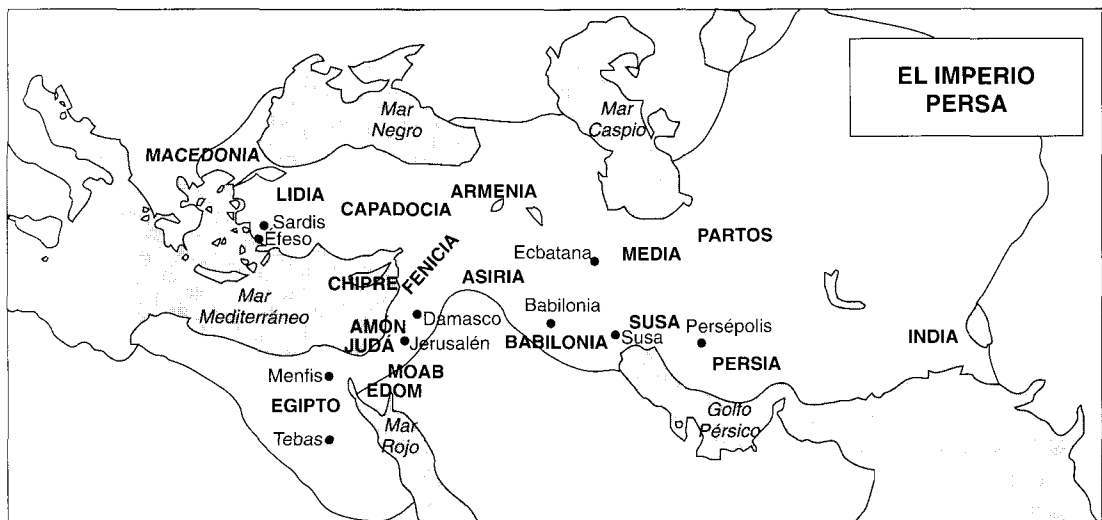 EL IMPERIO
PERSA
Mar
Negro
Mar
Caspio
MACEDONIA
LIDIA
ARMENIA
CAPADOCIA
Sardis
Éfeso
PARTOS
Ecbatana
MEDIA
FENICIA
ASIRIA
CHIPRE
Mar
Mediterráneo
Babilonia
Damasco
AMÓN
SUSA
Persépolis
JUDÁ
Jerusalén
BABILONIA
Susa
INDIA
PERSIA
MOAB
Menfis
EDOM
EGIPTO
Golfo
Pérsico
Mar
Rojo
Tebas